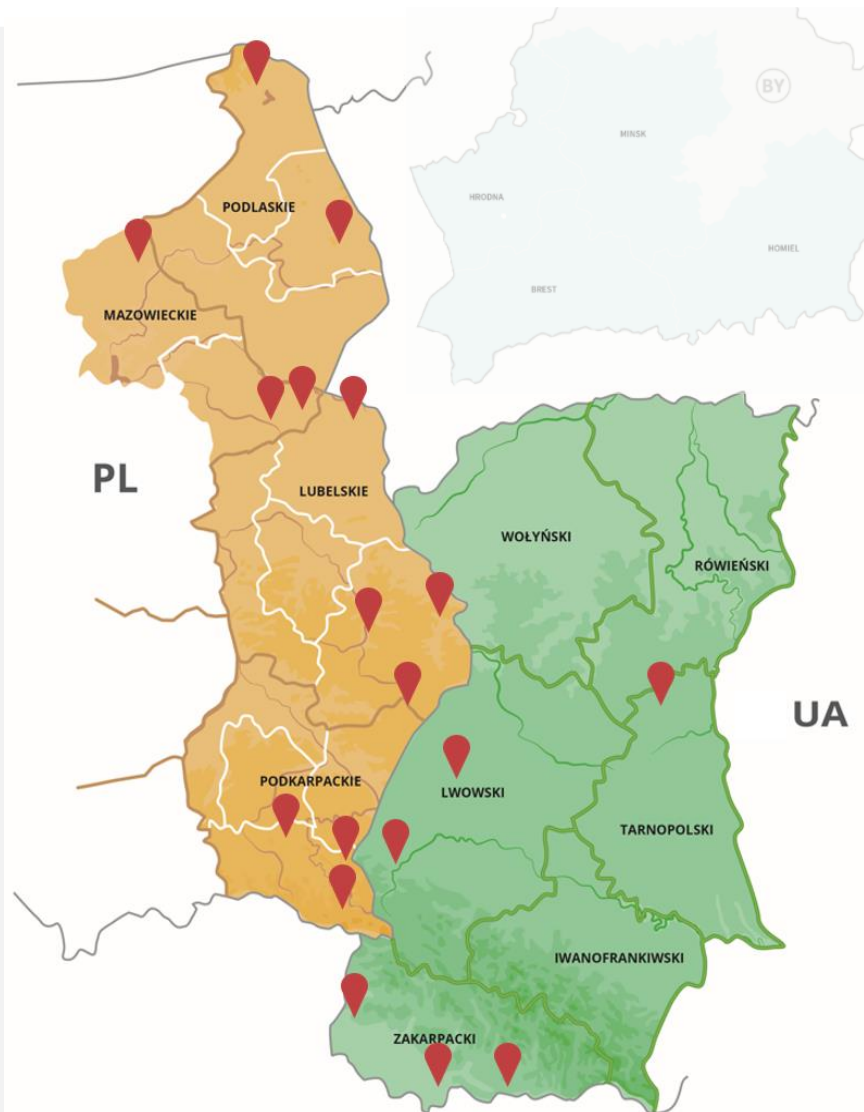 BY
MINSK
HRODNA
PODLASKIE
HOMIEL
BREST
MAZOWIECKIE
PL
LUBELSKIE
WOŁYŃSKI
RÓWIEŃSKI
UA
PODKARPACKIE
LWOWSKI
TARNOPOLSKI
IWANOFRANKIWSKI
ZAKARPACKI